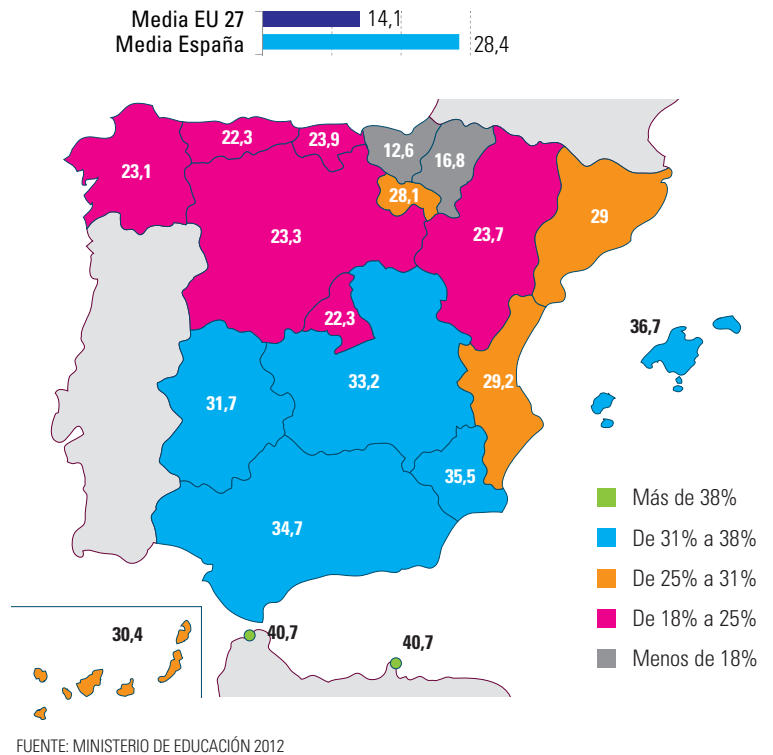 Media EU 27 14,1
Media España 28,4
22,3
23,9
12,6
16,8
23,1
28,1
29
23,3
23,7
22,3
36,7
33,2
31,7
29,2
35,5
34,7
Más de 38%
De 31% a 38%
De 25% a 31%
De 18% a 25%
Menos de 18%
30,4
40,7
40,7
FUENTE: MINISTERIO DE EDUCACIÓN 2012